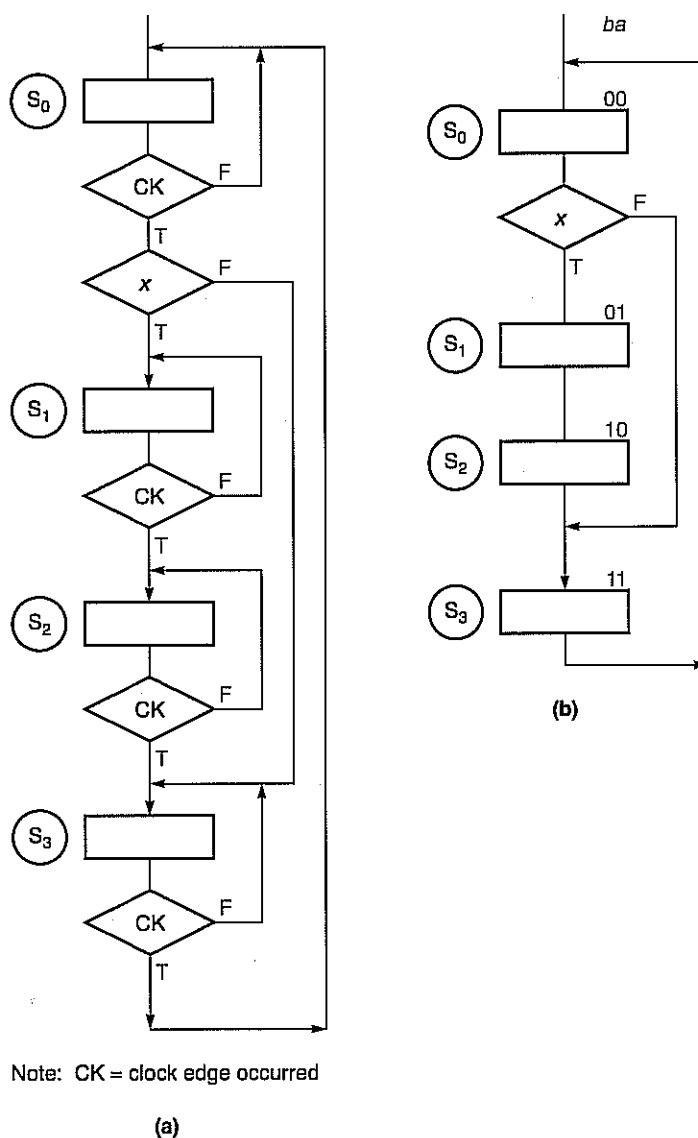 S₀
CK
F
T
x
F
T
S₁
CK
F
T
S₂
CK
F
T
S₃
CK
F
T
Note: CK = clock edge occurred
(a)
ba
00
S₀
x
F
T
01
S₁
10
S₂
11
S₃
(b)